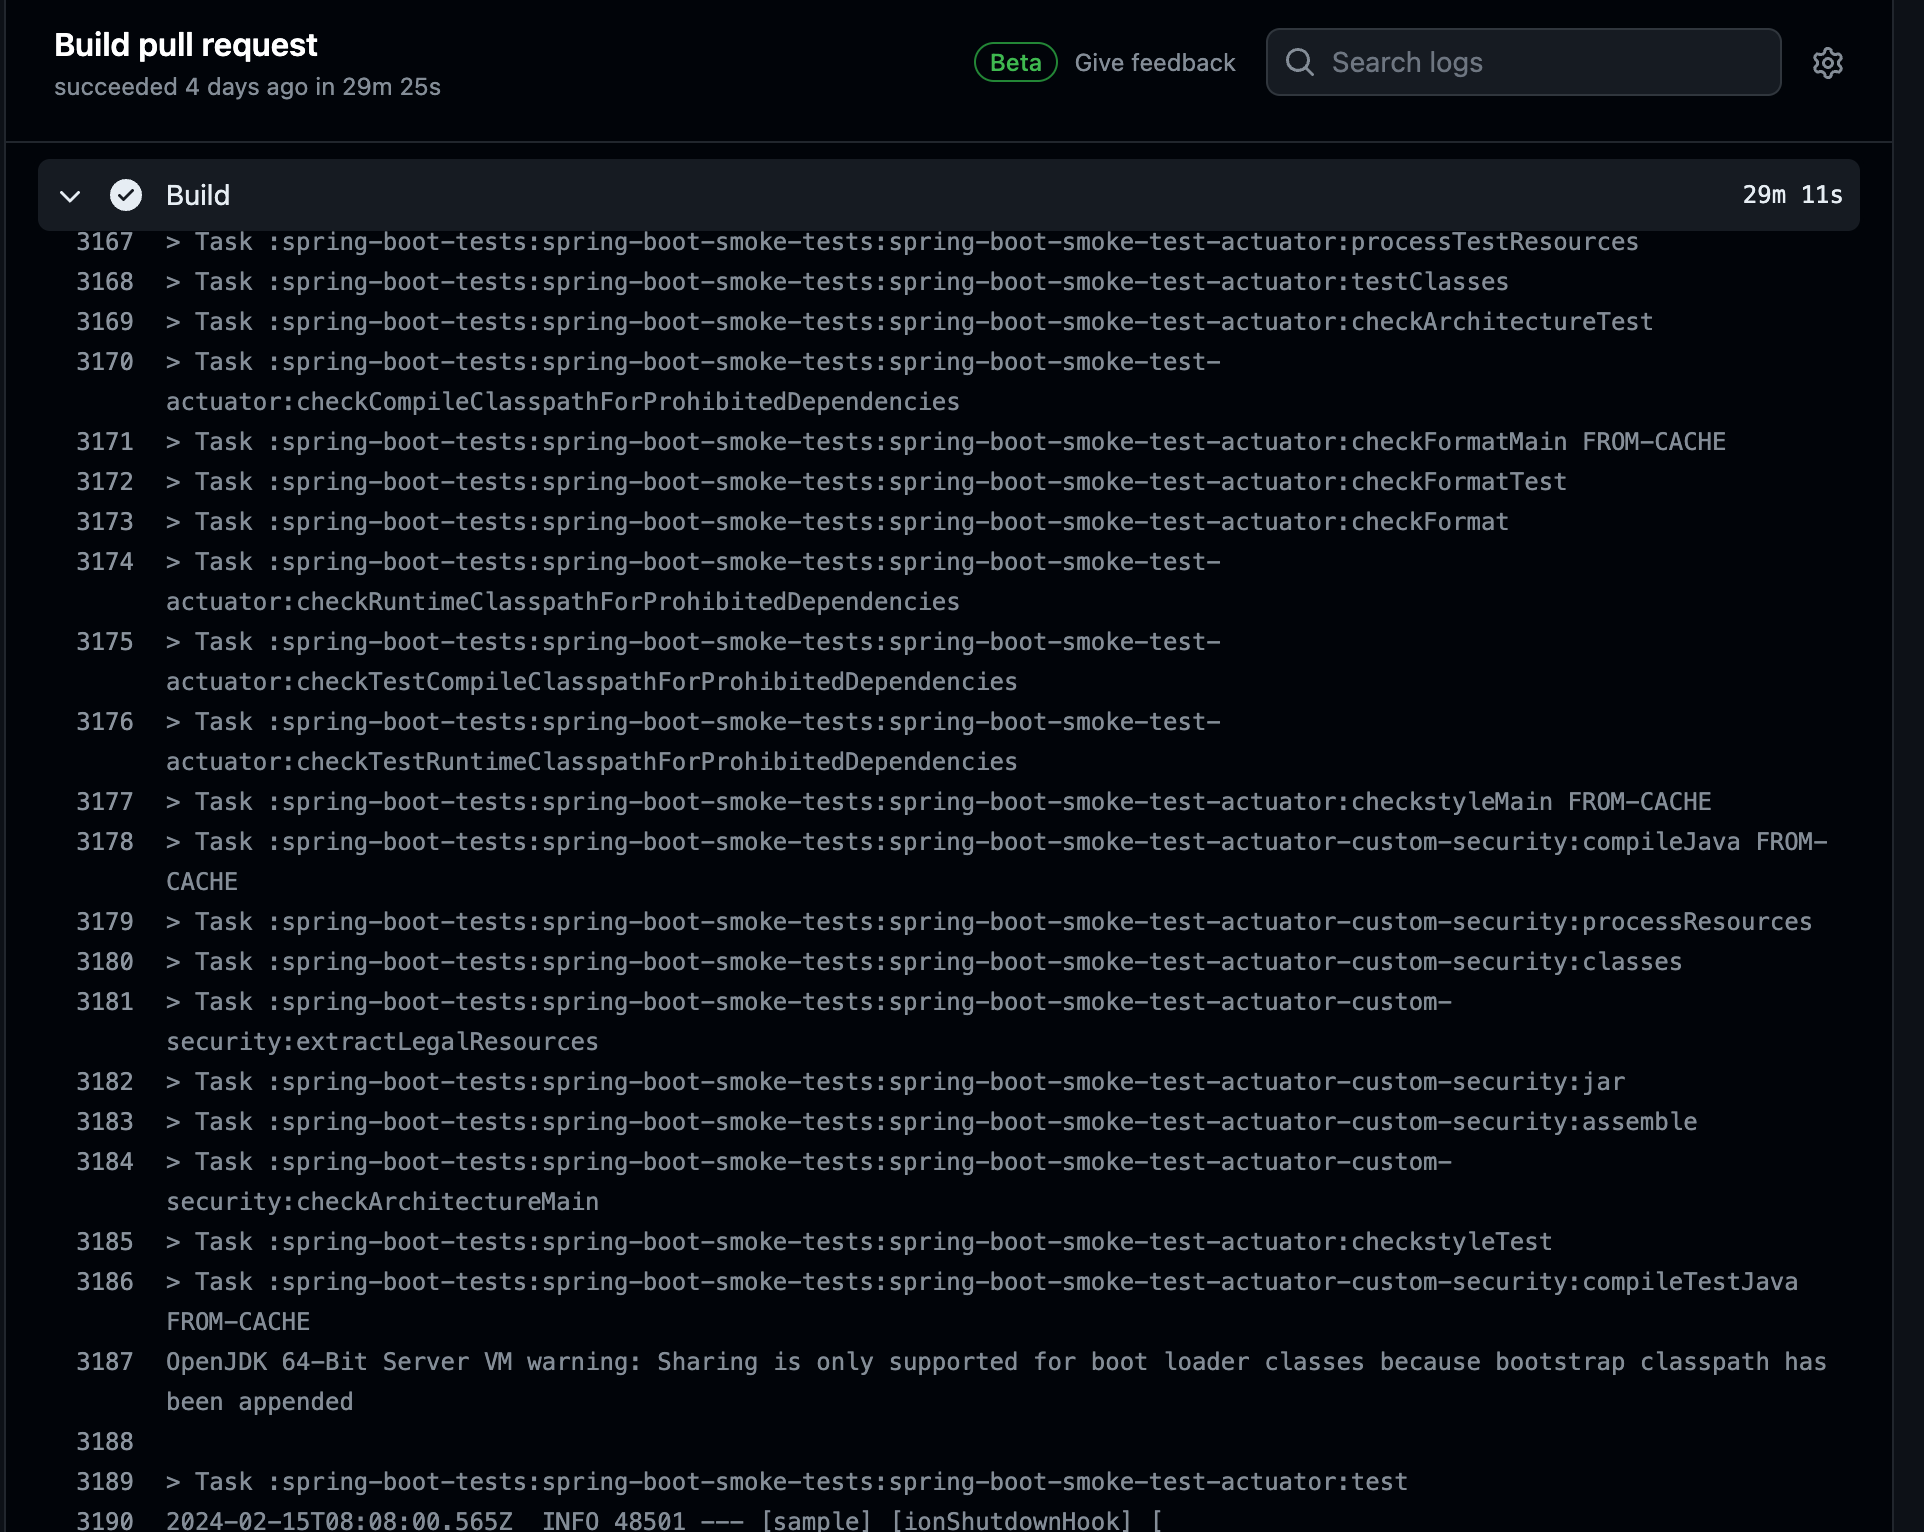 Build pull request
succeeded 4 days ago in 29m 25s
Beta Give feedback
Search logs
Build 29m 11s
3167 > Task :spring-boot-tests:spring-boot-smoke-tests:spring-boot-smoke-test-actuator:processTestResources
3168 > Task :spring-boot-tests:spring-boot-smoke-tests:spring-boot-smoke-test-actuator:testClasses
3169 > Task :spring-boot-tests:spring-boot-smoke-tests:spring-boot-smoke-test-actuator:checkArchitectureTest
3170 > Task :spring-boot-tests:spring-boot-smoke-tests:spring-boot-smoke-test-
actuator:checkCompileClasspathForProhibitedDependencies
3171 > Task :spring-boot-tests:spring-boot-smoke-tests:spring-boot-smoke-test-actuator:checkFormatMain FROM-CACHE
3172 > Task :spring-boot-tests:spring-boot-smoke-tests:spring-boot-smoke-test-actuator:checkFormatTest
3173 > Task :spring-boot-tests:spring-boot-smoke-tests:spring-boot-smoke-test-actuator:checkFormat
3174 > Task :spring-boot-tests:spring-boot-smoke-tests:spring-boot-smoke-test-
actuator:checkRuntimeClasspathForProhibitedDependencies
3175 > Task :spring-boot-tests:spring-boot-smoke-tests:spring-boot-smoke-test-
actuator:checkTestCompileClasspathForProhibitedDependencies
3176 > Task :spring-boot-tests:spring-boot-smoke-tests:spring-boot-smoke-test-
actuator:checkTestRuntimeClasspathForProhibitedDependencies
3177 > Task :spring-boot-tests:spring-boot-smoke-tests:spring-boot-smoke-test-actuator:checkstyleMain FROM-CACHE
3178 > Task :spring-boot-tests:spring-boot-smoke-tests:spring-boot-smoke-test-actuator-custom-security:compileJava FROM-
CACHE
3179 > Task :spring-boot-tests:spring-boot-smoke-tests:spring-boot-smoke-test-actuator-custom-security:processResources
3180 > Task :spring-boot-tests:spring-boot-smoke-tests:spring-boot-smoke-test-actuator-custom-security:classes
3181 > Task :spring-boot-tests:spring-boot-smoke-tests:spring-boot-smoke-test-actuator-custom-
security:extractLegalResources
3182 > Task :spring-boot-tests:spring-boot-smoke-tests:spring-boot-smoke-test-actuator-custom-security:jar
3183 > Task :spring-boot-tests:spring-boot-smoke-tests:spring-boot-smoke-test-actuator-custom-security:assemble
3184 > Task :spring-boot-tests:spring-boot-smoke-tests:spring-boot-smoke-test-actuator-custom-
security:checkArchitectureMain
3185 > Task :spring-boot-tests:spring-boot-smoke-tests:spring-boot-smoke-test-actuator:checkstyleTest
3186 > Task :spring-boot-tests:spring-boot-smoke-tests:spring-boot-smoke-test-actuator-custom-security:compileTestJava
FROM-CACHE
3187 OpenJDK 64-Bit Server VM warning: Sharing is only supported for boot loader classes because bootstrap classpath has
been appended
3188
3189 > Task :spring-boot-tests:spring-boot-smoke-tests:spring-boot-smoke-test-actuator:test
3190 2024-02-15T08:08:00.565Z  INFO 48501 --- [sample] [ionShutdownHook] [